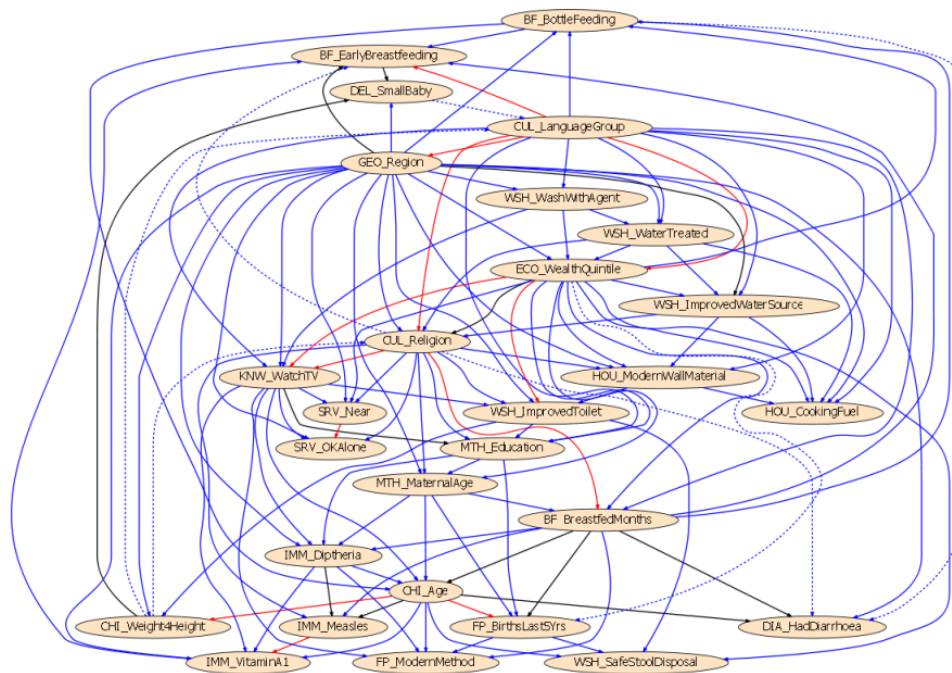 BF_BottleFeeding
BF_EarlyBreastfeeding
DEL_SmallBaby
CUL_LanguageGroup
GEO_Region
WSH_WashWithAgent
WSH_WaterTreated
ECO_WealthQuintile
WSH_ImprovedWaterSource
CUL_Religion
KNW_WatchTV
HOU_ModernWallMaterial
SRV_Near
WSH_ImprovedToilet
HOU_CookingFuel
SRV_OKAlone
MTH_Education
MTH_MaternalAge
BF_BreastfedMonths
IMM_Diptheria
CHI_Age
CHI_Weight4Height
IMM_Measles
FP_BirthsLast5Yrs
DIA_HadDiarrhoea
IMM_VitaminA1
FP_ModernMethod
WSH_SafeStoolDisposal